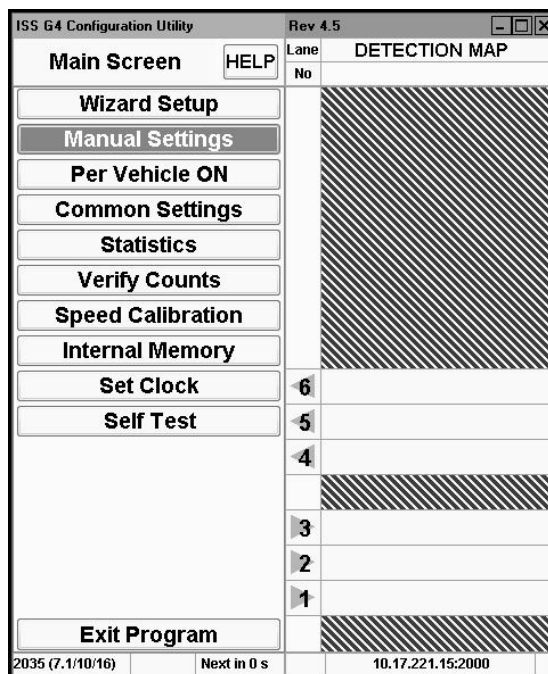 ISS G4 Configuration Utility Rev 4.5
Main Screen HELP
Lane
No
DETECTION MAP
Wizard Setup
Manual Settings
Per Vehicle ON
Common Settings
Statistics
Verify Counts
Speed Calibration
Internal Memory
Set Clock
Self Test
6
5
4
3
2
1
Exit Program
2035 (7.1/10/16) Next in 0 s 10.17.221.15:2000